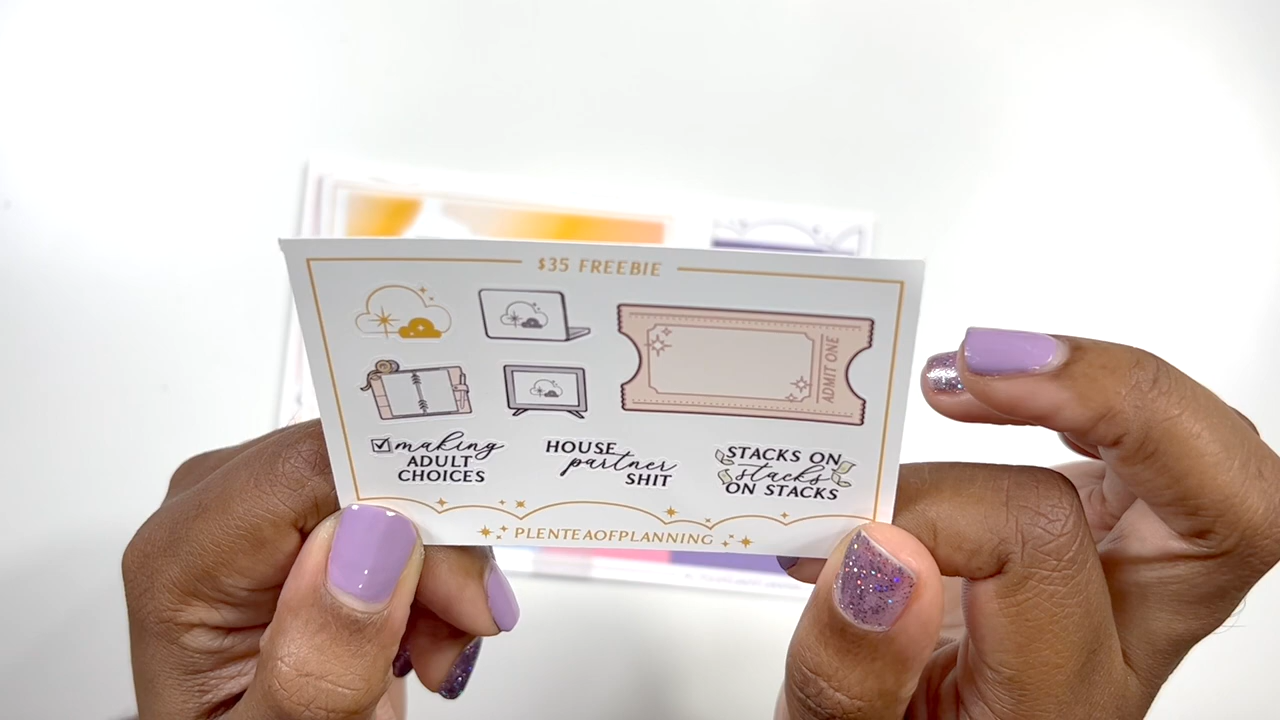 $35 FREEBIE
ADMIT ONE
making
ADULT
CHOICES
HOUSE
partner
SHIT
STACKS ON
stacks
ON STACKS
PLENTEAOFPLANNING